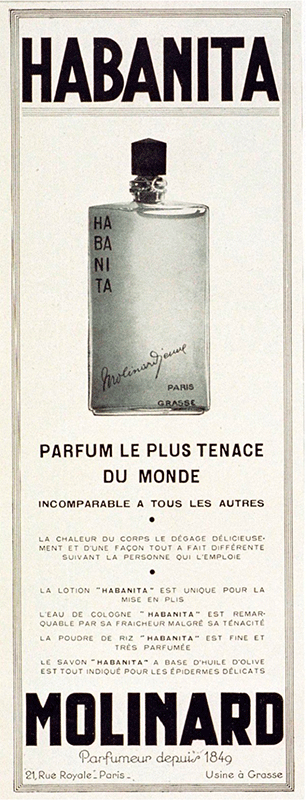 HABANITA
HA
BA
NI
TA
Molinard jeune
PARIS
GRASSE
PARFUM LE PLUS TENACE
DU MONDE
INCOMPARABLE A TOUS LES AUTRES
LA CHALEUR DU CORPS LE DÉGAGE DÉLICIEUSE-
MENT ET D'UNE FAÇON TOUT A FAIT DIFFÉRENTE
SUIVANT LA PERSONNE QUI L'EMPLOIE
LA LOTION "HABANITA" EST UNIQUE POUR LA
MISE EN PLIS
L'EAU DE COLOGNE "HABANITA" EST REMAR-
QUABLE PAR SA FRAICHEUR MALGRÉ SA TÉNACITÉ
LA POUDRE DE RIZ "HABANITA" EST FINE ET
TRÈS PARFUMÉE
LE SAVON "HABANITA" A BASE D'HUILE D'OLIVE
EST TOUT INDIQUÉ POUR LES ÉPIDERMES DÉLICATS
MOLINARD
Parfumeur depuis 1849
21, Rue Royale - Paris - Usine à Grasse